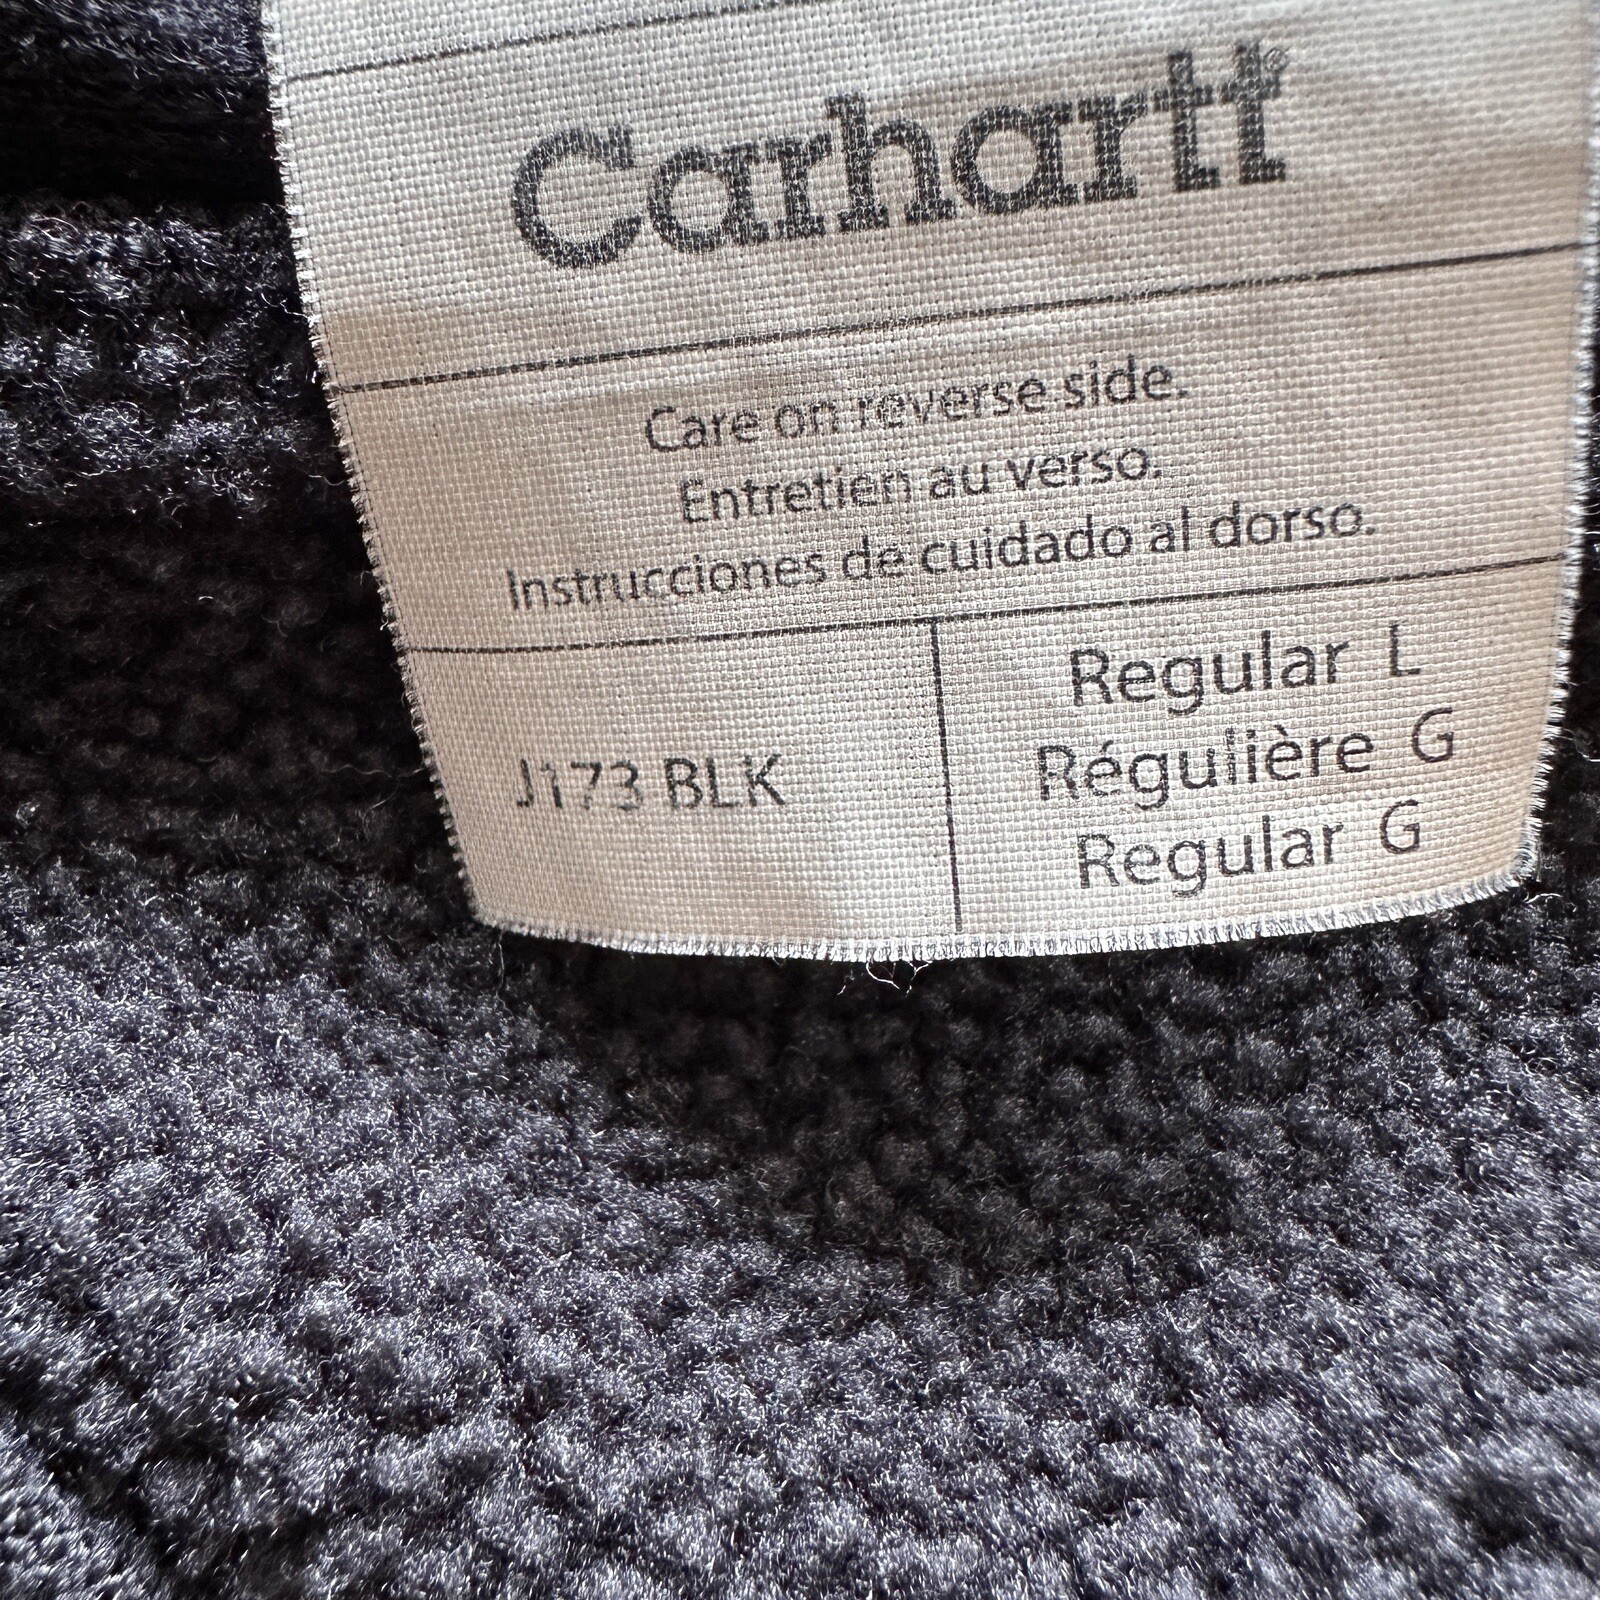 Carhartt®
Care on reverse side.
Entretien au verso.
Instrucciones de cuidado al dorso.
J173 BLK
Regular L
Régulière G
Regular G